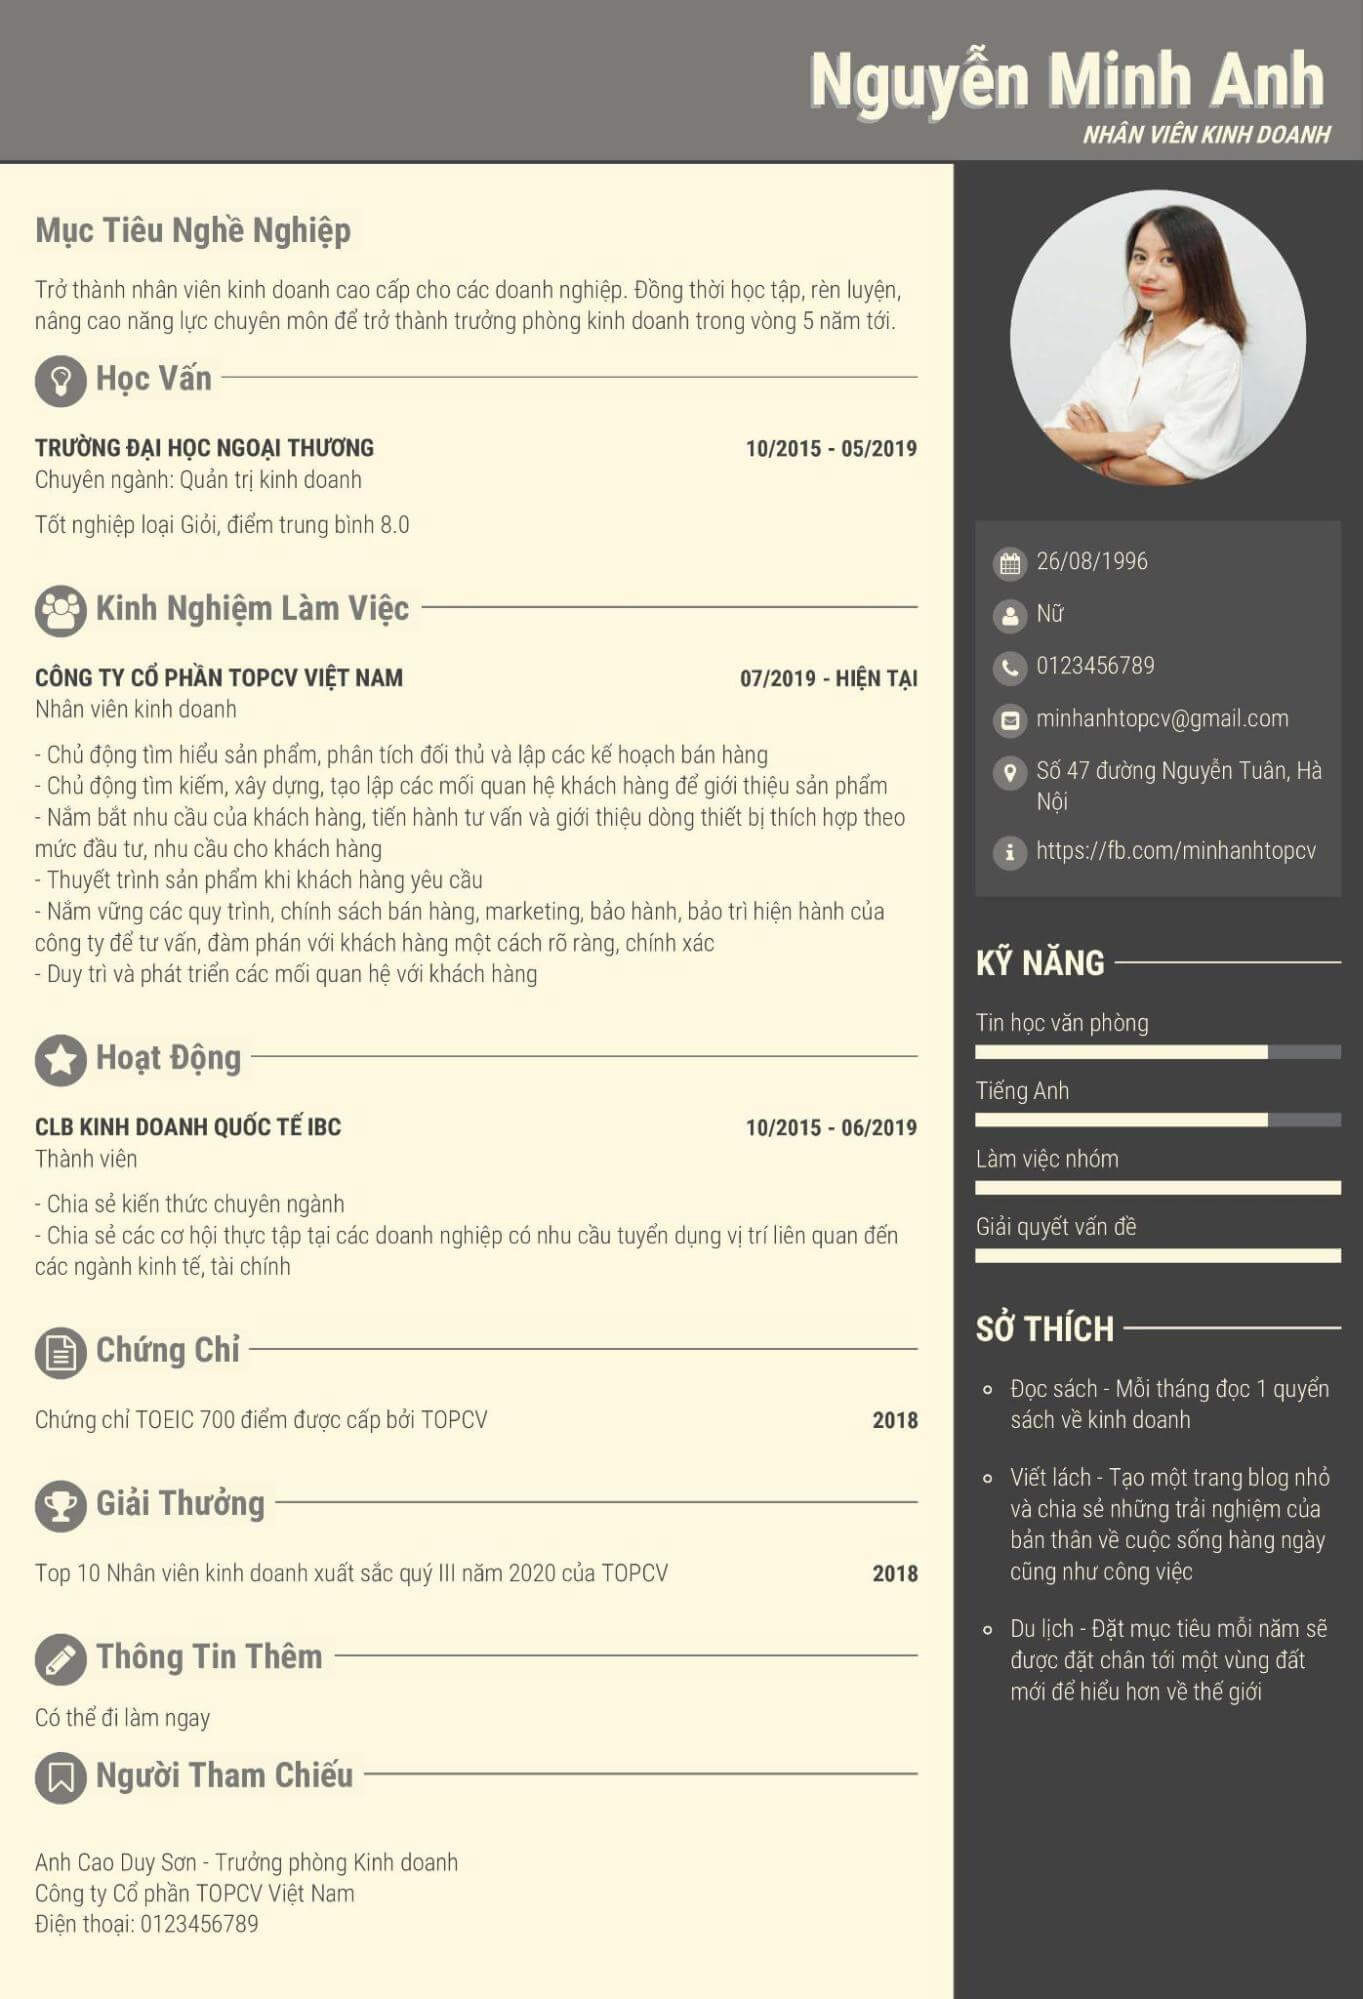 Nguyễn Minh Anh
NHÂN VIÊN KINH DOANH
Mục Tiêu Nghề Nghiệp
Trở thành nhân viên kinh doanh cao cấp cho các doanh nghiệp. Đồng thời học tập, rèn luyện,
nâng cao năng lực chuyên môn để trở thành trưởng phòng kinh doanh trong vòng 5 năm tới.
Học Vấn
TRƯỜNG ĐẠI HỌC NGOẠI THƯƠNG 10/2015 - 05/2019
Chuyên ngành: Quản trị kinh doanh
Tốt nghiệp loại Giỏi, điểm trung bình 8.0
Kinh Nghiệm Làm Việc
CÔNG TY CỔ PHẦN TOPCV VIỆT NAM 07/2019 - HIỆN TẠI
Nhân viên kinh doanh
- Chủ động tìm hiểu sản phẩm, phân tích đối thủ và lập các kế hoạch bán hàng
- Chủ động tìm kiếm, xây dựng, tạo lập các mối quan hệ khách hàng để giới thiệu sản phẩm
- Nắm bắt nhu cầu của khách hàng, tiến hành tư vấn và giới thiệu dòng thiết bị thích hợp theo
mức đầu tư, nhu cầu cho khách hàng
- Thuyết trình sản phẩm khi khách hàng yêu cầu
- Nắm vững các quy trình, chính sách bán hàng, marketing, bảo hành, bảo trì hiện hành của
công ty để tư vấn, đàm phán với khách hàng một cách rõ ràng, chính xác
- Duy trì và phát triển các mối quan hệ với khách hàng
Hoạt Động
CLB KINH DOANH QUỐC TẾ IBC 10/2015 - 06/2019
Thành viên
- Chia sẻ kiến thức chuyên ngành
- Chia sẻ các cơ hội thực tập tại các doanh nghiệp có nhu cầu tuyển dụng vị trí liên quan đến
các ngành kinh tế, tài chính
Chứng Chỉ
Chứng chỉ TOEIC 700 điểm được cấp bởi TOPCV 2018
Giải Thưởng
Top 10 Nhân viên kinh doanh xuất sắc quý III năm 2020 của TOPCV 2018
Thông Tin Thêm
Có thể đi làm ngay
Người Tham Chiếu
Anh Cao Duy Sơn - Trưởng phòng Kinh doanh
Công ty Cổ phần TOPCV Việt Nam
Điện thoại: 0123456789
26/08/1996
Nữ
0123456789
minhanhtopcv@gmail.com
Số 47 đường Nguyễn Tuân, Hà
Nội
https://fb.com/minhanhtopcv
KỸ NĂNG
Tin học văn phòng
Tiếng Anh
Làm việc nhóm
Giải quyết vấn đề
SỞ THÍCH
Đọc sách - Mỗi tháng đọc 1 quyển
sách về kinh doanh
Viết lách - Tạo một trang blog nhỏ
và chia sẻ những trải nghiệm của
bản thân về cuộc sống hàng ngày
cũng như công việc
Du lịch - Đặt mục tiêu mỗi năm sẽ
được đặt chân tới một vùng đất
mới để hiểu hơn về thế giới